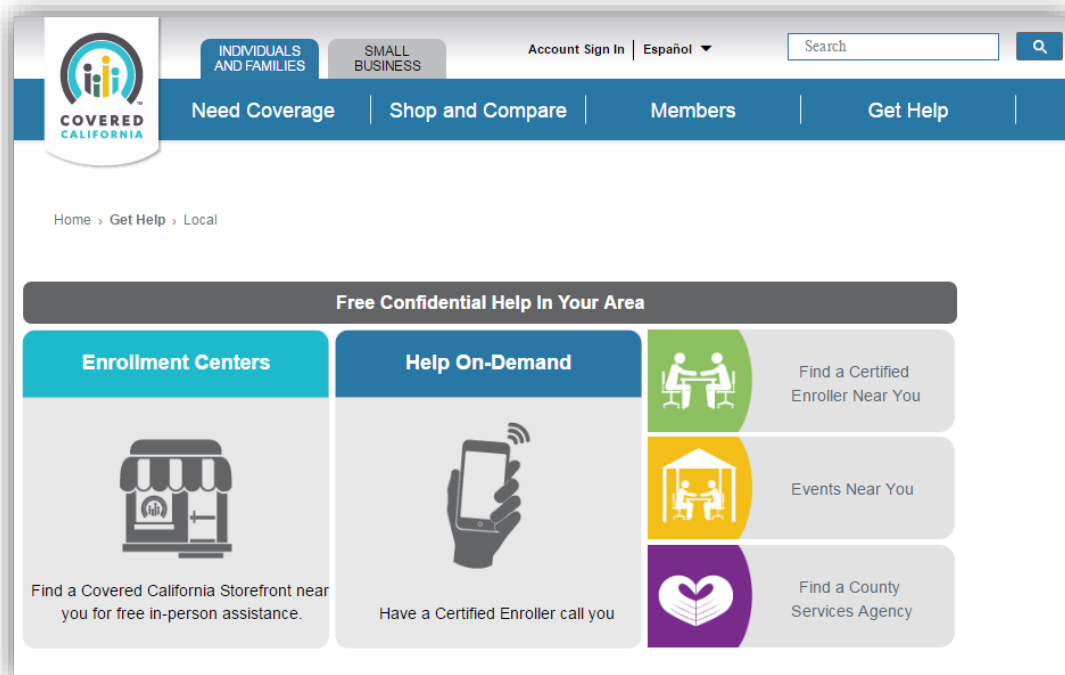 INDIVIDUALS
AND FAMILIES
SMALL
BUSINESS
Account Sign In
Español
Search
COVERED
CALIFORNIA
™
Need Coverage
Shop and Compare
Members
Get Help
Home › Get Help › Local
Free Confidential Help In Your Area
Enrollment Centers
Find a Covered California Storefront near
you for free in-person assistance.
Help On-Demand
Have a Certified Enroller call you
Find a Certified
Enroller Near You
Events Near You
Find a County
Services Agency